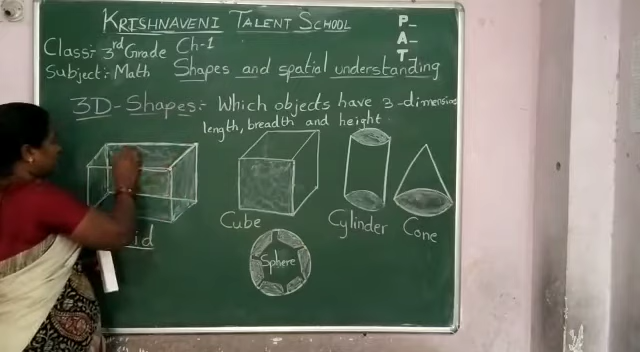 KRISHNAVENI TALENT SCHOOL
P-
A-
T-
Class:- 3rd Grade Ch-1
Subject:- Math Shapes and spatial understanding
3D-Shapes:- Which objects have 3-dimension
length, breadth and height
id
Cube
Cylinder
Cone
Sphere